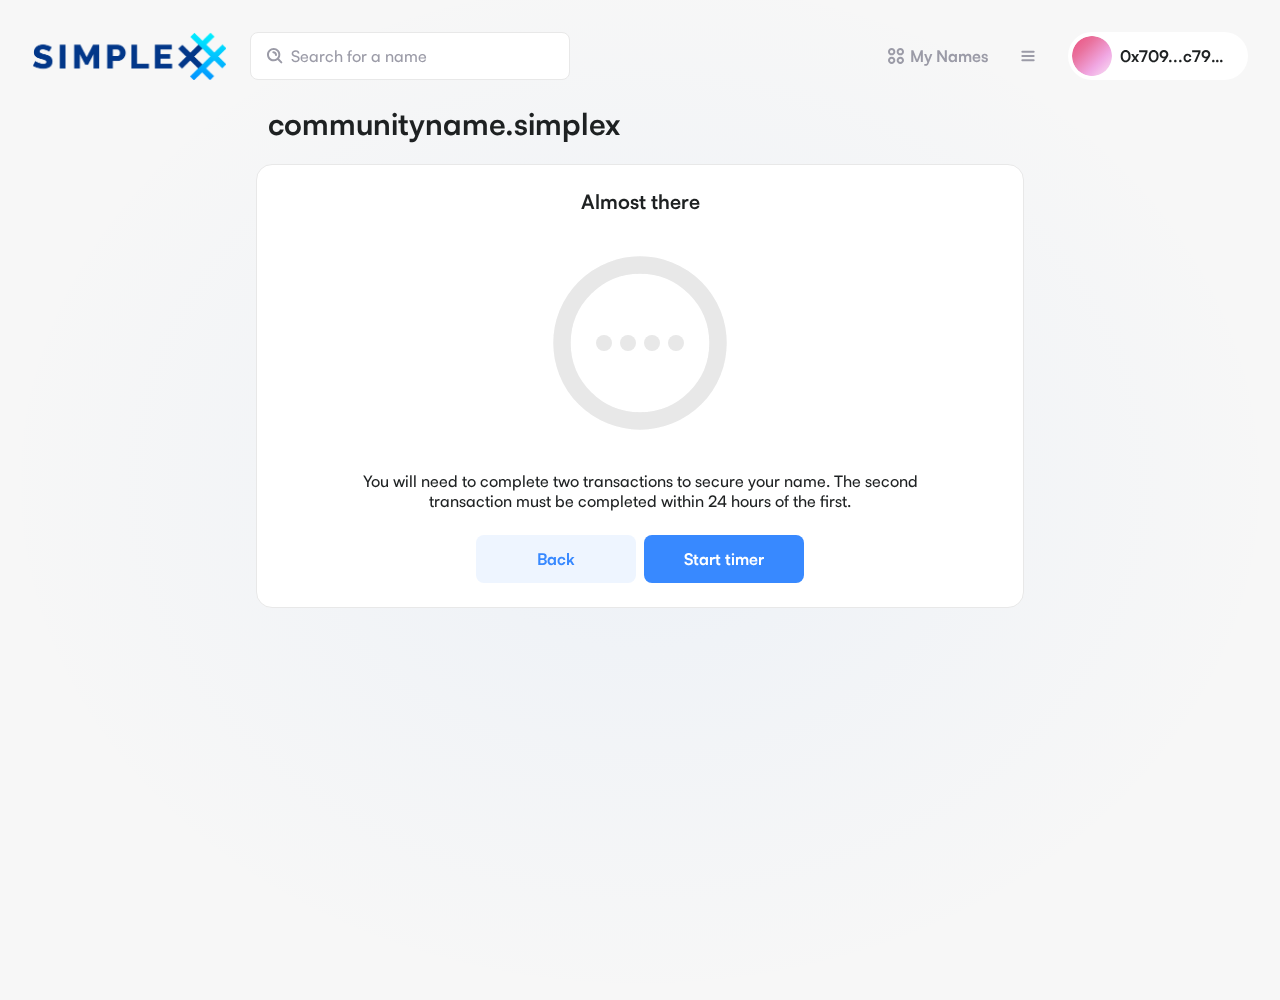 SIMPLEX
Search for a name
My Names
0x709...c79...
communityname.simplex
Almost there
You will need to complete two transactions to secure your name. The second
transaction must be completed within 24 hours of the first.
Back
Start timer